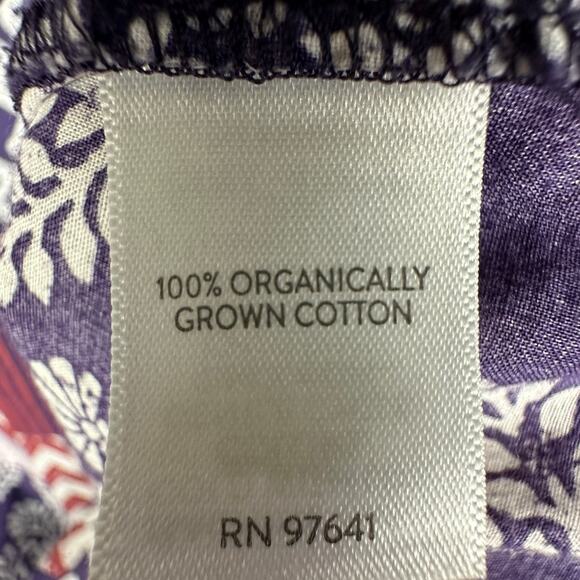 100% ORGANICALLY
GROWN COTTON
RN 97641